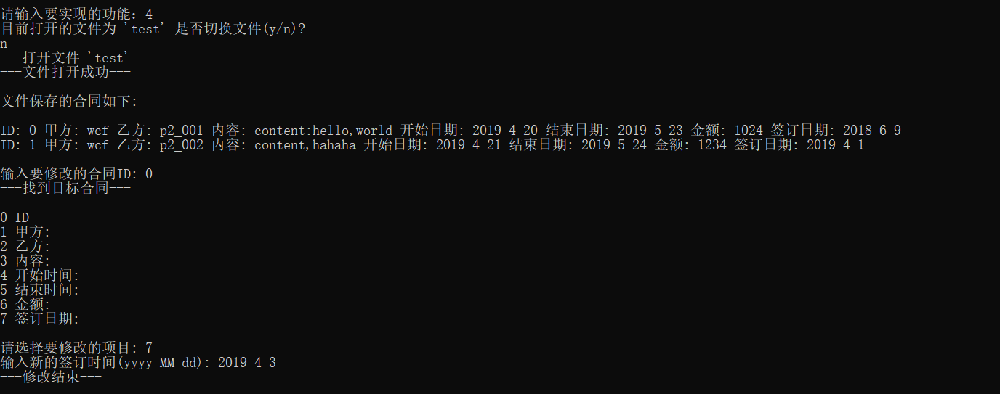 请输入要实现的功能：4
目前打开的文件为 'test' 是否切换文件(y/n)?
n
---打开文件 'test' ---
---文件打开成功---
文件保存的合同如下:
ID: 0 甲方: wcf 乙方: p2_001 内容: content:hello,world 开始日期: 2019 4 20 结束日期: 2019 5 23 金额: 1024 签订日期: 2018 6 9
ID: 1 甲方: wcf 乙方: p2_002 内容: content,hahaha 开始日期: 2019 4 21 结束日期: 2019 5 24 金额: 1234 签订日期: 2019 4 1
输入要修改的合同ID: 0
---找到目标合同---
0 ID
1 甲方:
2 乙方:
3 内容:
4 开始时间:
5 结束时间:
6 金额:
7 签订日期:
请选择要修改的项目: 7
输入新的签订时间(yyyy MM dd): 2019 4 3
---修改结束---